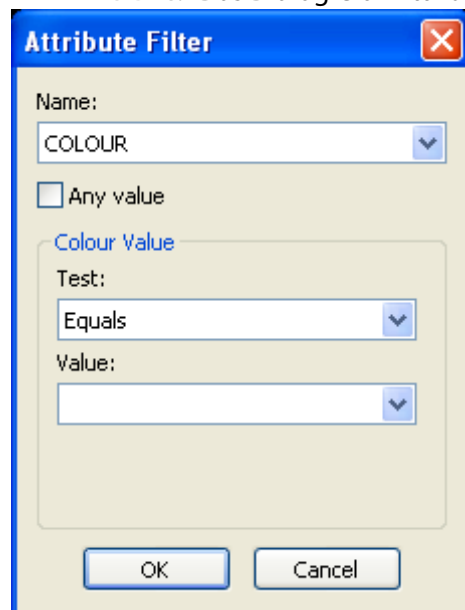 Attribute Filter
Name:
COLOUR
Any value
Colour Value
Test:
Equals
Value:
OK Cancel